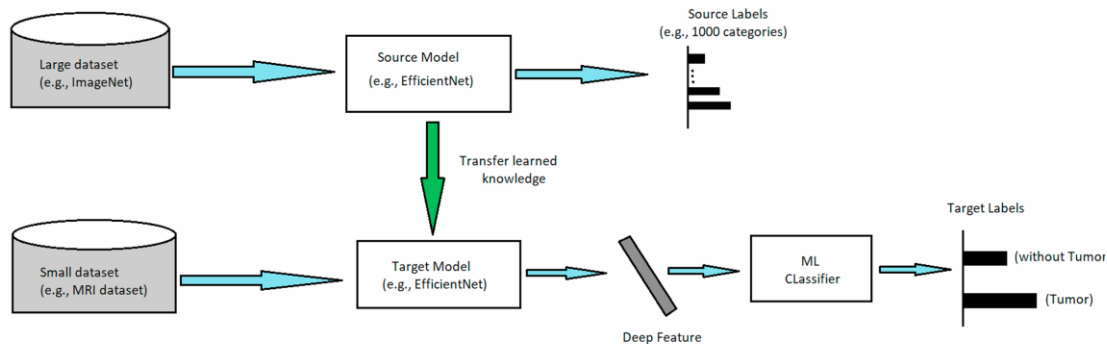 Source Labels
(e.g., 1000 categories)
Large dataset
(e.g., ImageNet)
Source Model
(e.g., EfficientNet)
Transfer learned
knowledge
Target Labels
Small dataset
(e.g., MRI dataset)
Target Model
(e.g., EfficientNet)
ML
CLassifier
(without Tumor
(Tumor)
Deep Feature